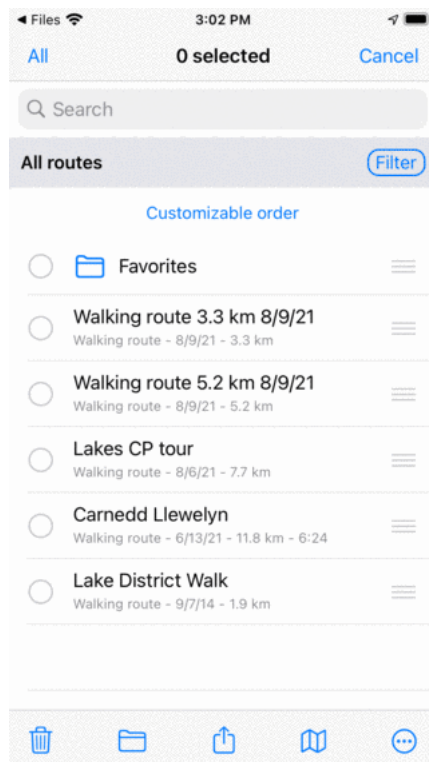 ◀ Files 3:02 PM
All 0 selected Cancel
Search
All routes Filter
Customizable order
Favorites
Walking route 3.3 km 8/9/21
Walking route - 8/9/21 - 3.3 km
Walking route 5.2 km 8/9/21
Walking route - 8/9/21 - 5.2 km
Lakes CP tour
Walking route - 8/6/21 - 7.7 km
Carnedd Llewelyn
Walking route - 6/13/21 - 11.8 km - 6:24
Lake District Walk
Walking route - 9/7/14 - 1.9 km